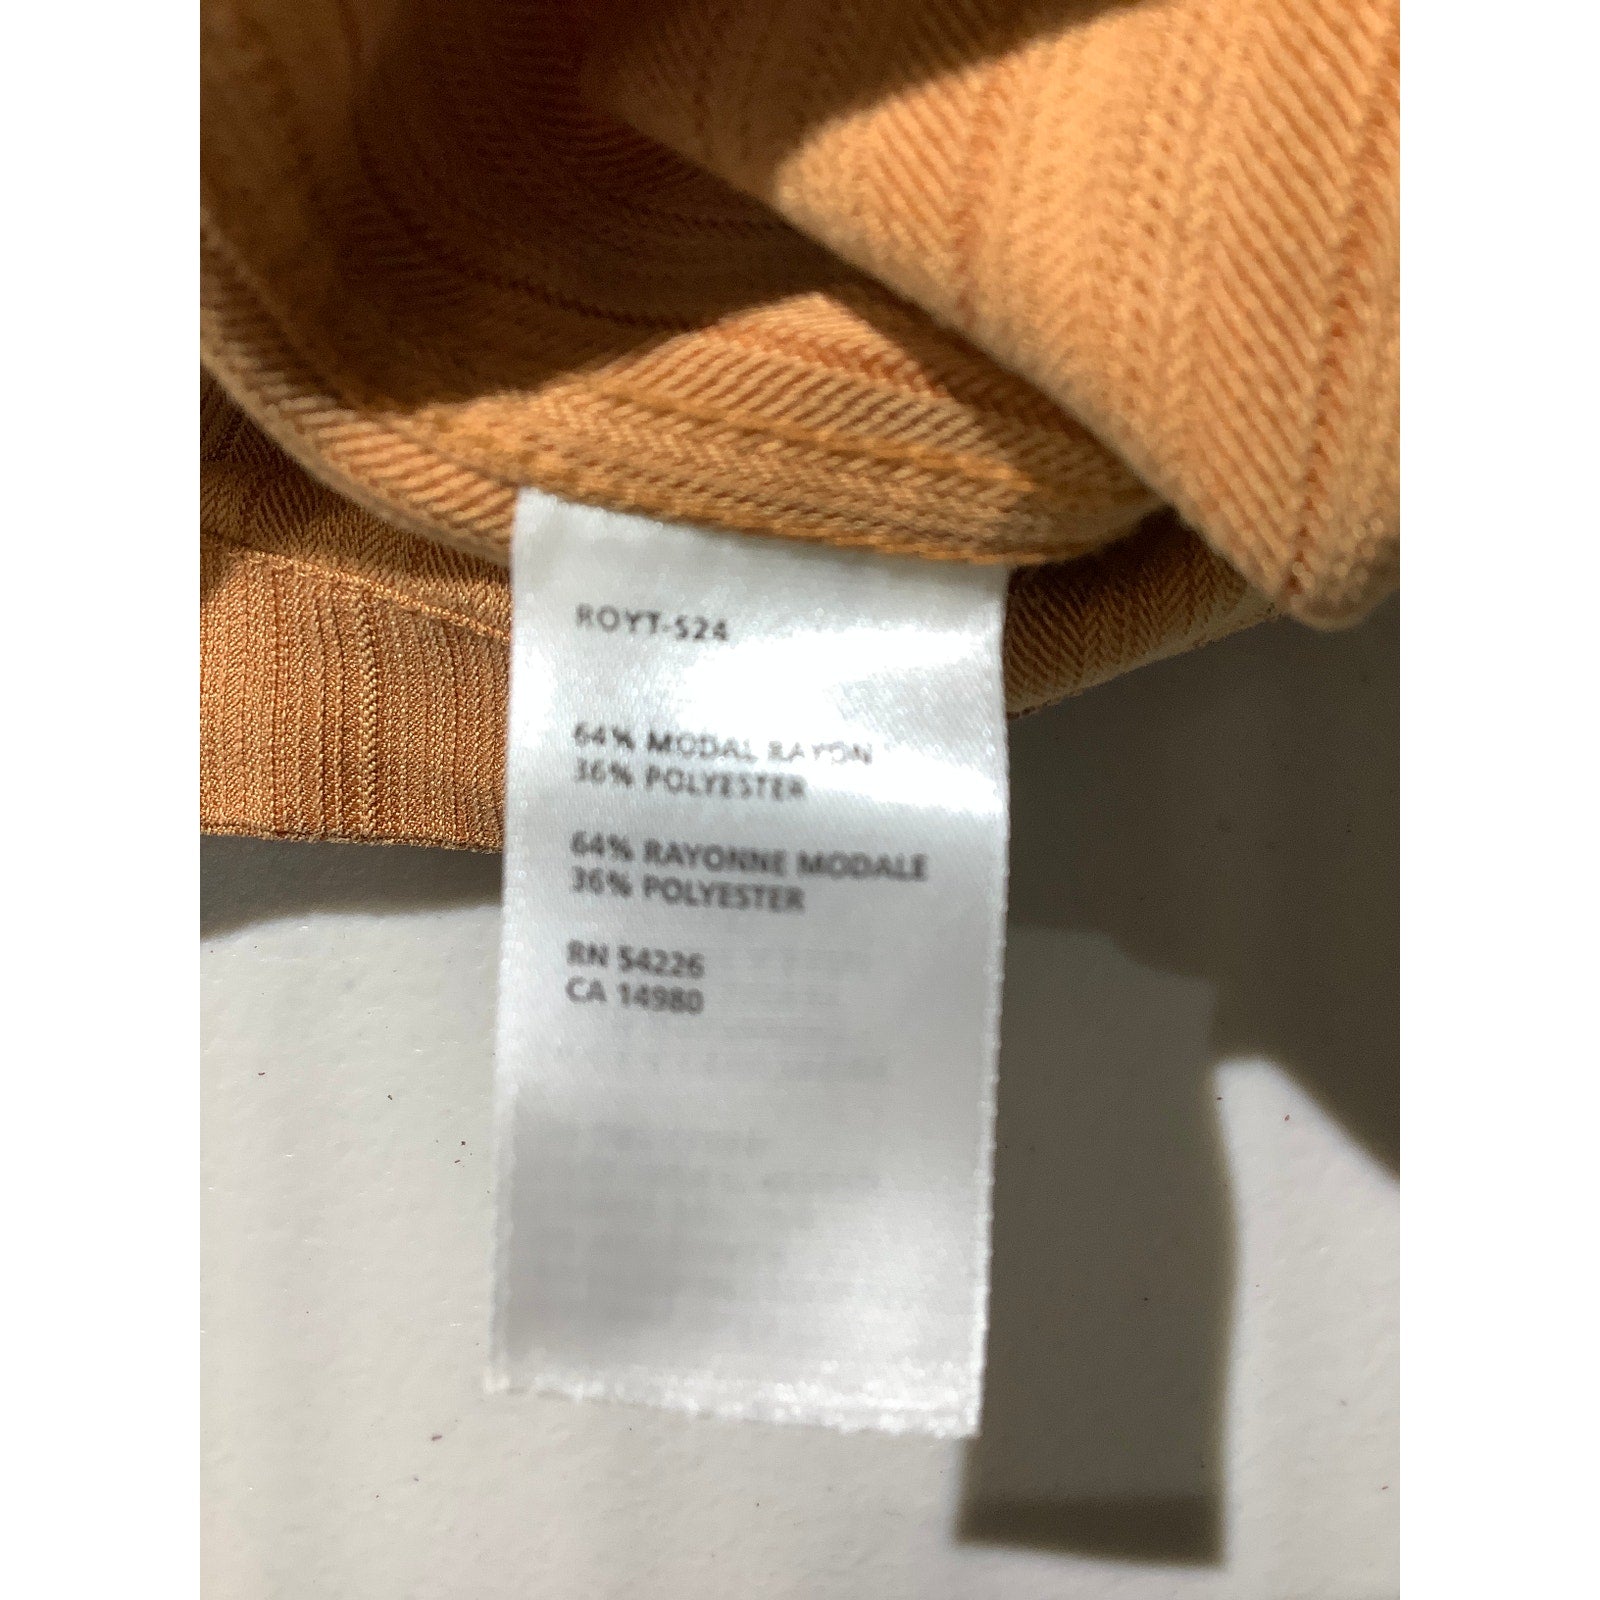 ROYT-S24
64% MODAL RAYON
36% POLYESTER
64% RAYONNE MODALE
36% POLYESTER
RN 54226
CA 14980